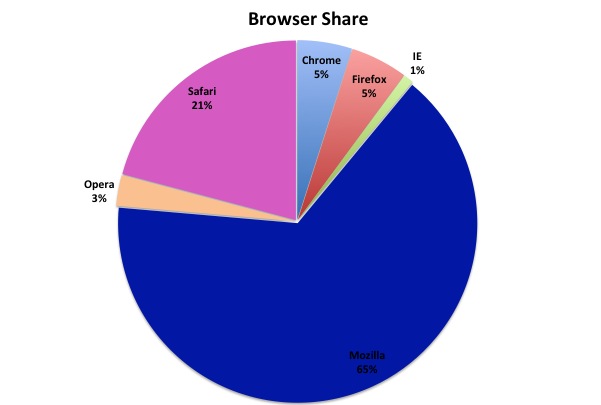 Browser Share
Chrome
5%
Firefox
5%
IE
1%
Mozilla
65%
Opera
3%
Safari
21%